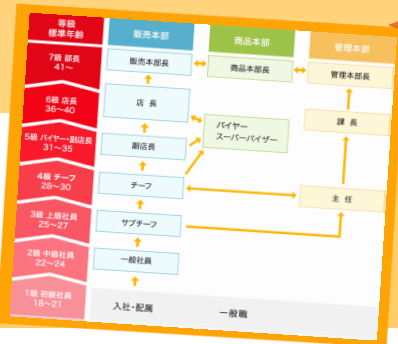 等級
標準年齢
販売本部
商品本部
管理本部
7級 部長
41〜
販売本部長
商品本部長
管理本部長
6級 店長
36〜40
店 長
バイヤー
スーパーバイザー
課 長
5級 バイヤー・副店長
31〜35
副店長
4級 チーフ
28〜30
チーフ
主 任
3級 上級社員
25〜27
サブチーフ
2級 中級社員
22〜24
一般社員
1級 初級社員
18〜21
入社・配属
一般職